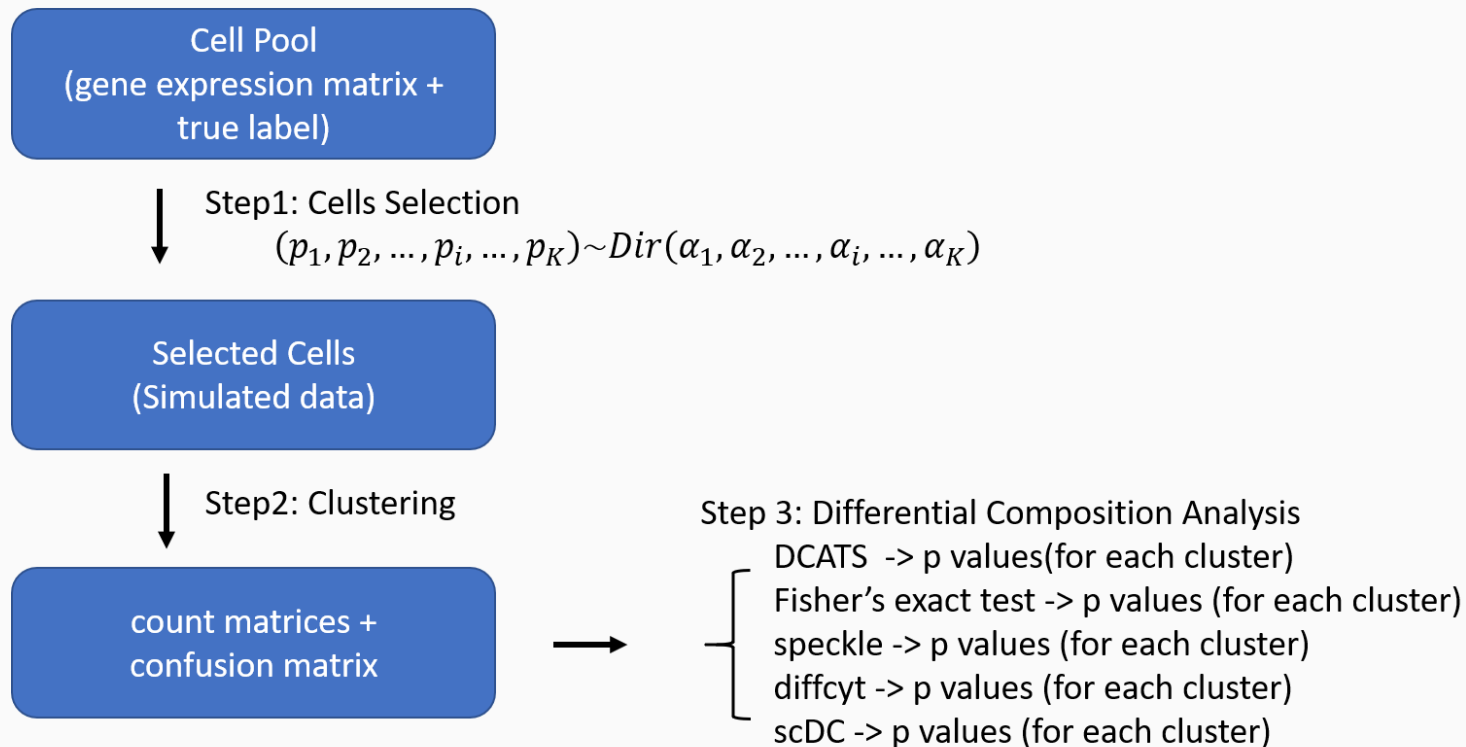 Cell Pool
(gene expression matrix +
true label)
Step1: Cells Selection
(p₁, p₂, …, pᵢ, …, p_K)~Dir(α₁, α₂, …, αᵢ, …, α_K)
Selected Cells
(Simulated data)
Step2: Clustering
count matrices +
confusion matrix
Step 3: Differential Composition Analysis
DCATS -> p values(for each cluster)
Fisher’s exact test -> p values (for each cluster)
speckle -> p values (for each cluster)
diffcyt -> p values (for each cluster)
scDC -> p values (for each cluster)